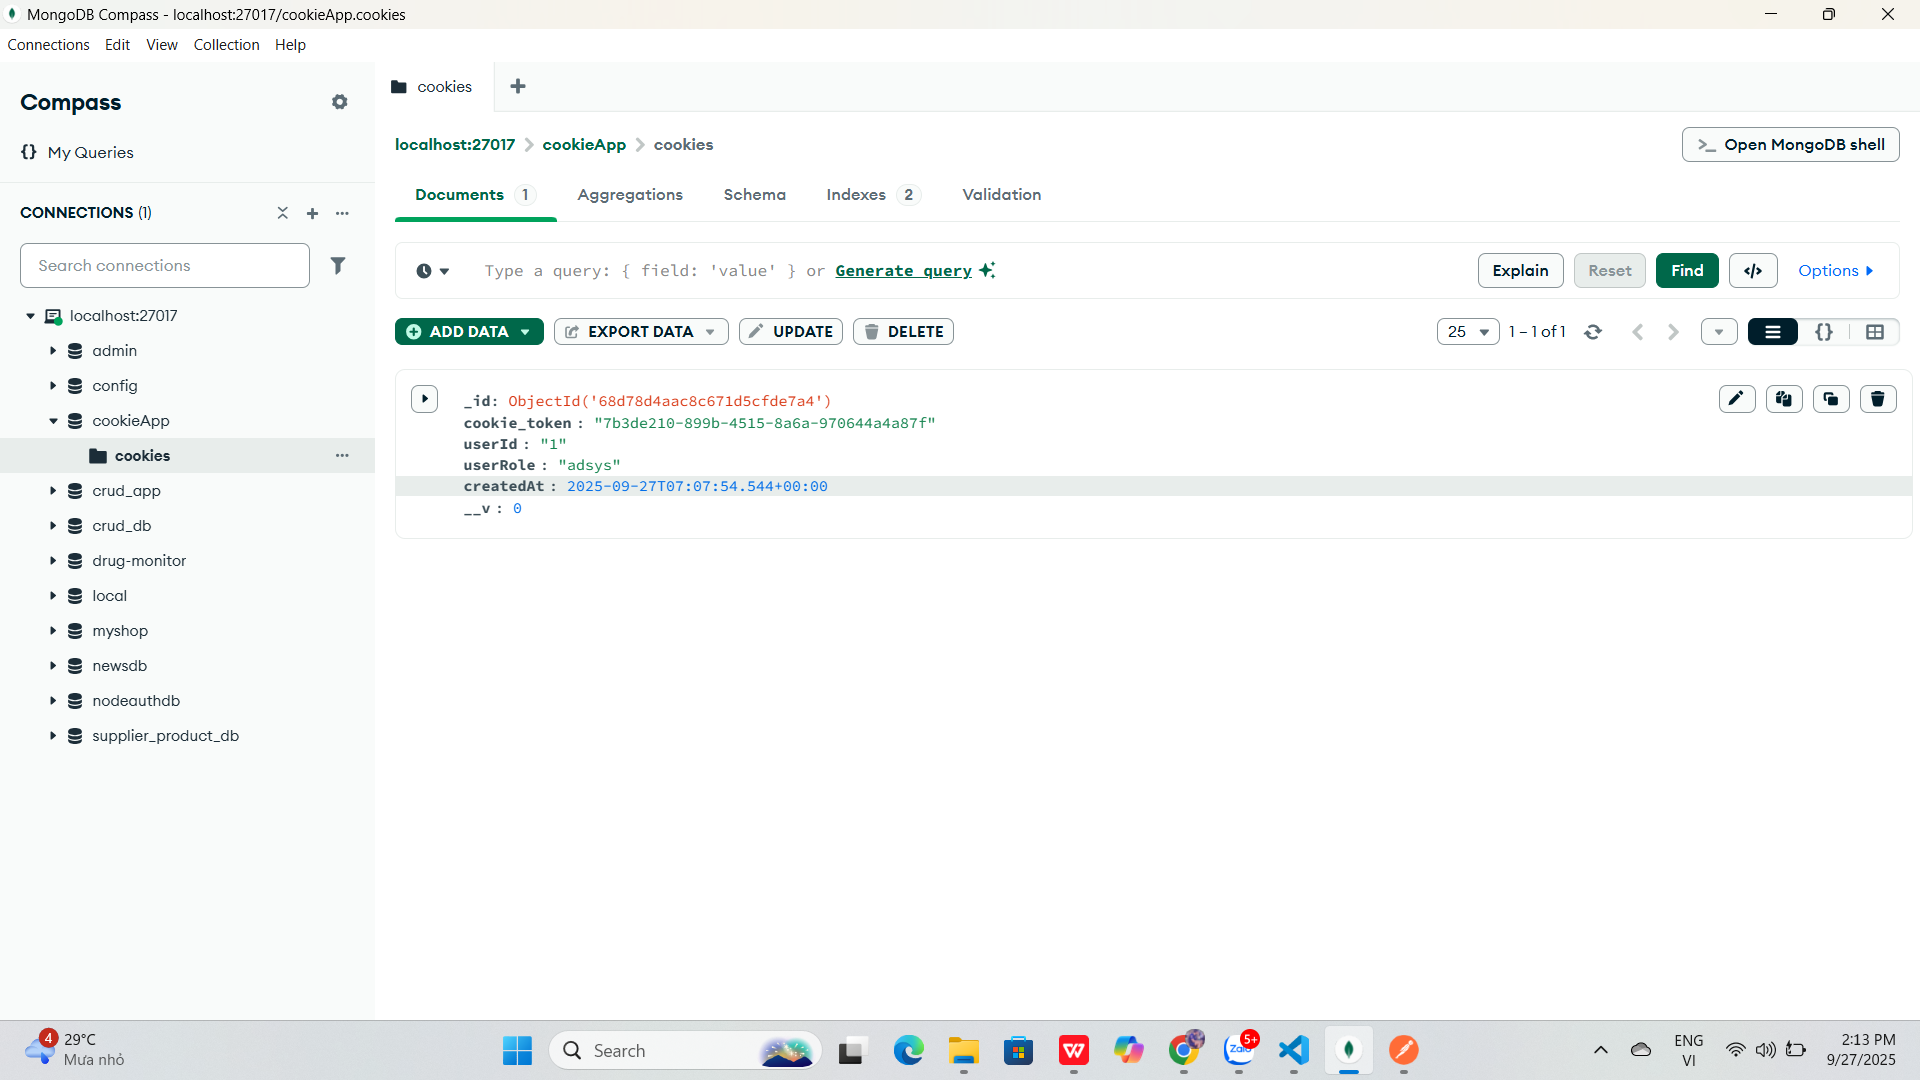 MongoDB Compass - localhost:27017/cookieApp.cookies
Connections Edit View Collection Help
Compass
{} My Queries
CONNECTIONS (1)
Search connections
localhost:27017
admin
config
cookieApp
cookies
crud_app
crud_db
drug-monitor
local
myshop
newsdb
nodeauthdb
supplier_product_db
cookies
localhost:27017 > cookieApp > cookies
>_ Open MongoDB shell
Documents 1 Aggregations Schema Indexes 2 Validation
Type a query: { field: 'value' } or Generate query
Explain Reset Find </> Options
ADD DATA EXPORT DATA UPDATE DELETE
25 1 – 1 of 1 {}
_id: ObjectId('68d78d4aac8c671d5cfde7a4')
cookie_token : "7b3de210-899b-4515-8a6a-970644a4a87f"
userId : "1"
userRole : "adsys"
createdAt : 2025-09-27T07:07:54.544+00:00
__v : 0
4
29°C
Mưa nhỏ
Search
W
Zalo
5+
ENG
VI
2:13 PM
9/27/2025